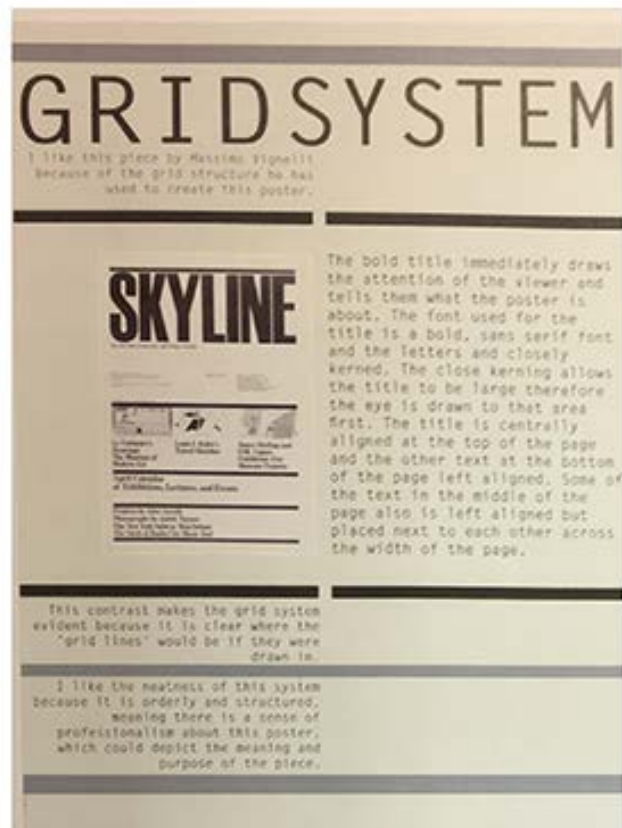 GRIDSYSTEM
I like this piece by Massimo Vignelli
because of the grid structure he has
used to create this poster.
SKYLINE
The bold title immediately draws
the attention of the viewer and
tells them what the poster is
about. The font used for the
title is a bold, sans serif font
and the letters and closely
kerned. The close kerning allows
the title to be large therefore
the eye is drawn to that area
first. The title is centrally
aligned at the top of the page
and the other text at the bottom
of the page left aligned. Some of
the text in the middle of the
page also is left aligned but
placed next to each other across
the width of the page.
April Calendar
of Exhibitions, Lectures, and Events
This contrast makes the grid system
evident because it is clear where the
'grid lines' would be if they were
drawn in.
I like the neatness of this system
because it is orderly and structured,
meaning there is a sense of
professionalism about this poster,
which could depict the meaning and
purpose of the piece.